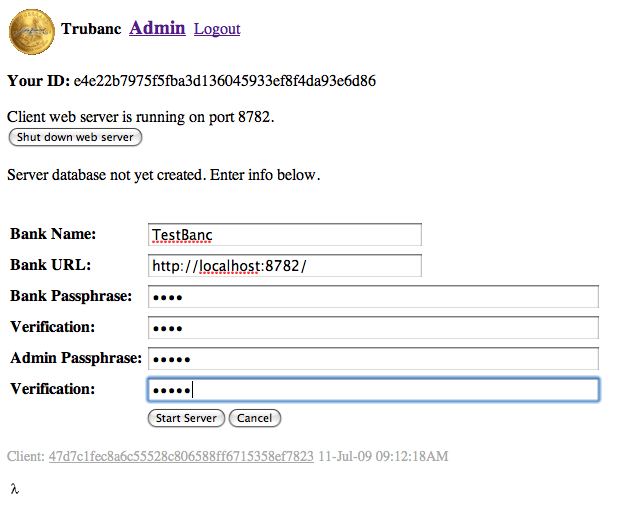 Trubanc Admin Logout
Your ID: e4e22b7975f5fba3d136045933ef8f4da93e6d86
Client web server is running on port 8782.
Shut down web server
Server database not yet created. Enter info below.
Bank Name: TestBanc
Bank URL: http://localhost:8782/
Bank Passphrase: ••••
Verification: ••••
Admin Passphrase: •••••
Verification: •••••
Start Server Cancel
Client: 47d7c1fec8a6c55528c806588ff6715358ef7823 11-Jul-09 09:12:18AM
λ